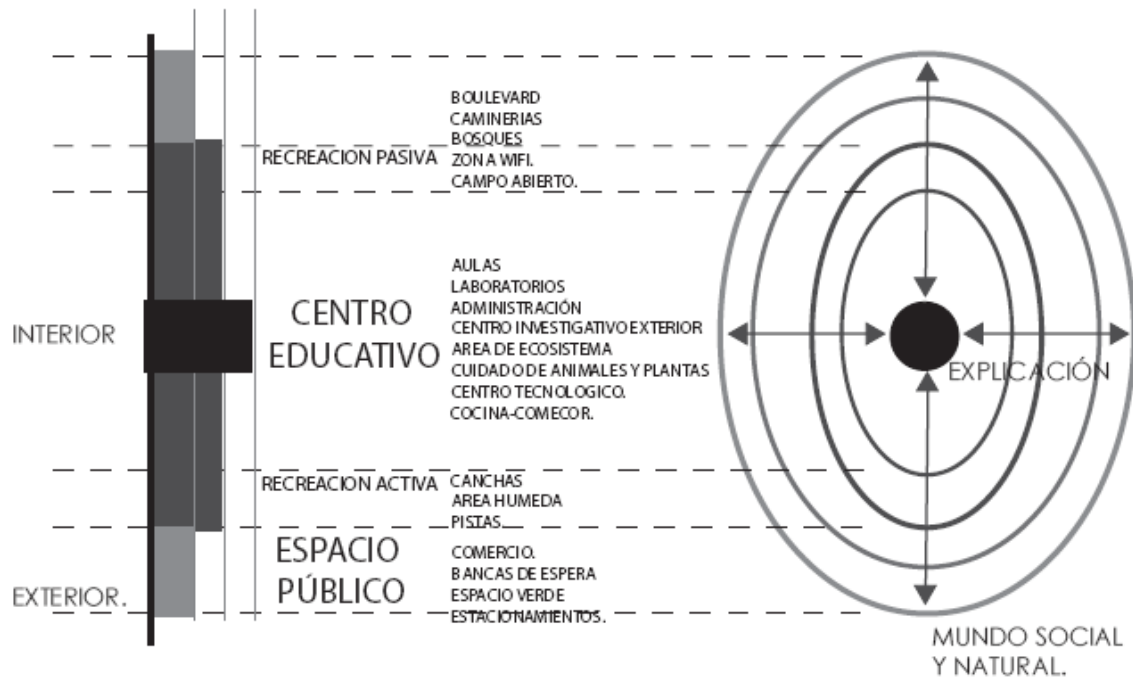 BOULEVARD
CAMINERIAS
BOSQUES
RECREACION PASIVA
ZONA WIFI.
CAMPO ABIERTO.
INTERIOR
CENTRO
EDUCATIVO
AULAS
LABORATORIOS
ADMINISTRACIÓN
CENTRO INVESTIGATIVO EXTERIOR
AREA DE ECOSISTEMA
CUIDADO DE ANIMALES Y PLANTAS
CENTRO TECNOLOGICO.
COCINA-COMECOR.
EXPLICACIÓN
RECREACION ACTIVA
CANCHAS
AREA HUMEDA
PISTAS
EXTERIOR.
ESPACIO
PÚBLICO
COMERCIO.
BANCAS DE ESPERA
ESPACIO VERDE
ESTACIONAMIENTOS.
MUNDO SOCIAL
Y NATURAL.